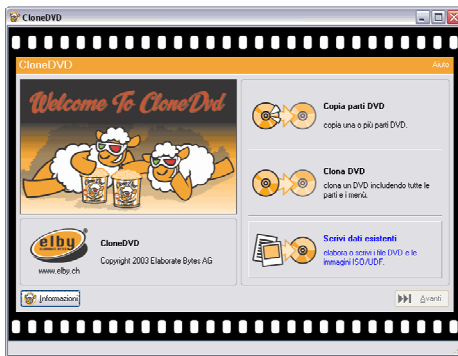 CloneDVD
CloneDVD
Aiuto
Welcome To CloneDvd
Copia parti DVD
copia una o più parti DVD.
Clona DVD
clona un DVD includendo tutte le
parti e i menù.
Scrivi dati esistenti
elabora o scrivi i file DVD e le
immagini ISO/UDF.
elby
www.elby.ch
CloneDVD
Copyright 2003 Elaborate Bytes AG
Informazioni
Avanti